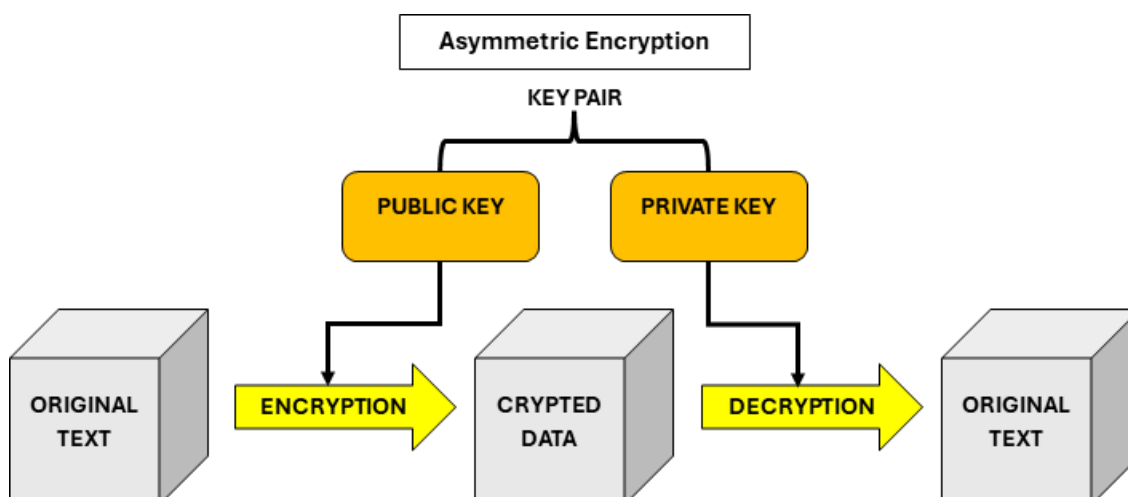 Asymmetric Encryption
KEY PAIR
PUBLIC KEY
PRIVATE KEY
ORIGINAL
TEXT
ENCRYPTION
CRYPTED
DATA
DECRYPTION
ORIGINAL
TEXT